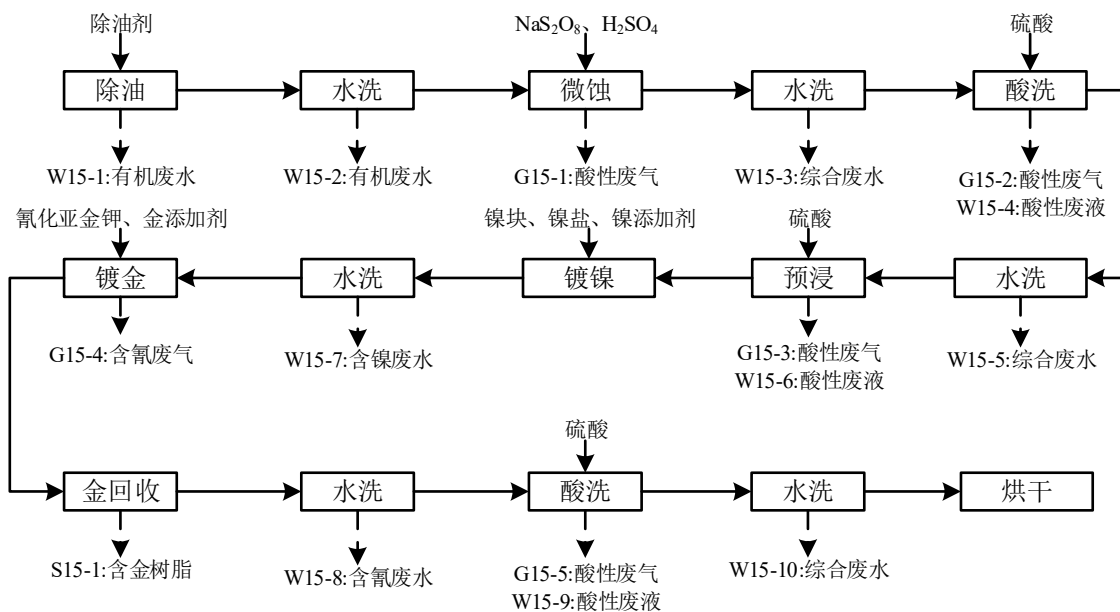 除油剂
NaS₂O₈、H₂SO₄
硫酸
除油
水洗
微蚀
水洗
酸洗
W15-1:有机废水
W15-2:有机废水
G15-1:酸性废气
W15-3:综合废水
G15-2:酸性废气
W15-4:酸性废液
氰化亚金钾、金添加剂
镍块、镍盐、镍添加剂
硫酸
镀金
水洗
镀镍
预浸
水洗
G15-4:含氰废气
W15-7:含镍废水
G15-3:酸性废气
W15-6:酸性废液
W15-5:综合废水
硫酸
金回收
水洗
酸洗
水洗
烘干
S15-1:含金树脂
W15-8:含氰废水
G15-5:酸性废气
W15-9:酸性废液
W15-10:综合废水